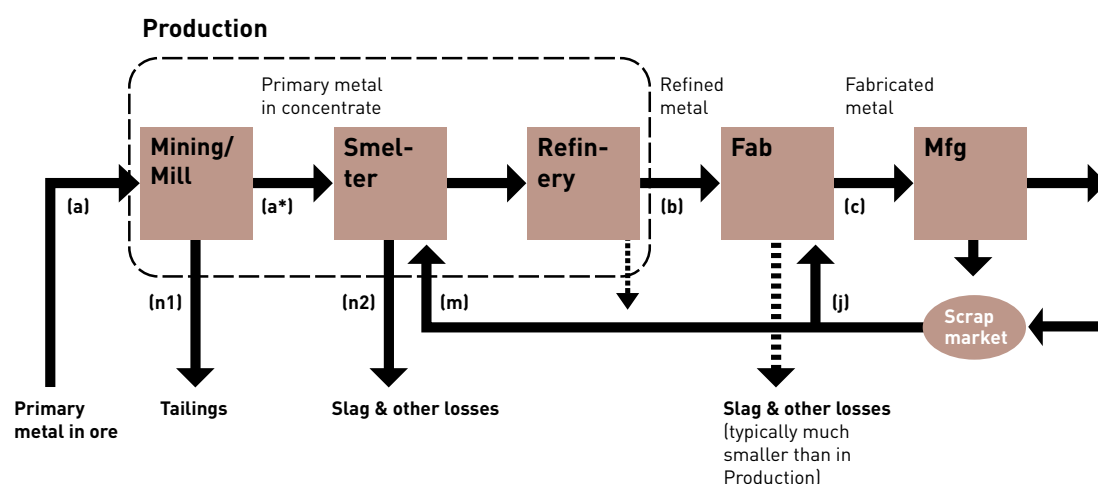 Production
Primary metal
in concentrate
Refined
metal
Fabricated
metal
Mining/
Mill
Smel-
ter
Refin-
ery
Fab
Mfg
(a)
(a*)
(b)
(c)
(n1)
(n2)
(m)
(j)
Scrap
market
Primary
metal in ore
Tailings
Slag & other losses
Slag & other losses
(typically much
smaller than in
Production)